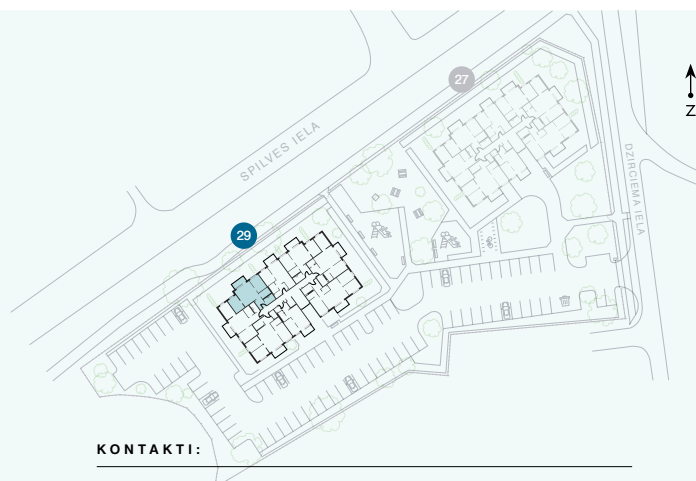 27
Z
SPILVES IELA
DZIRCIEMA IELA
29
KONTAKTI: